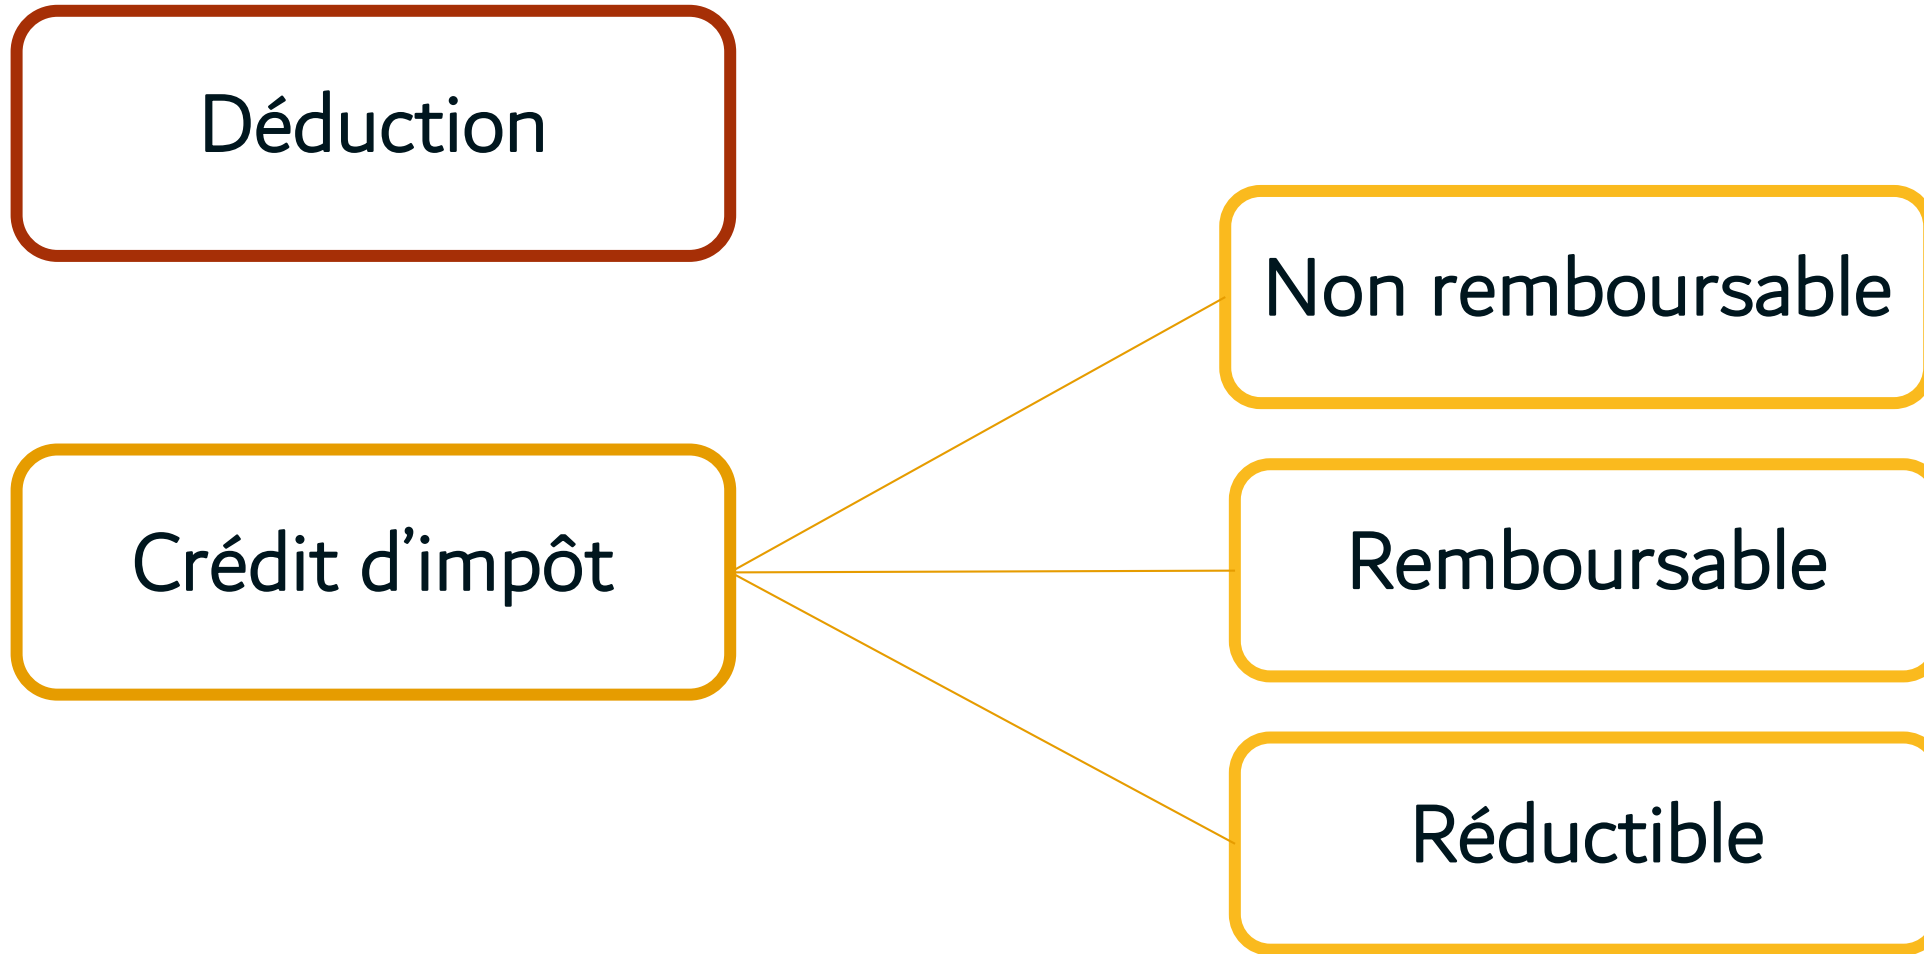 Déduction
Crédit d’impôt
Non remboursable
Remboursable
Réductible